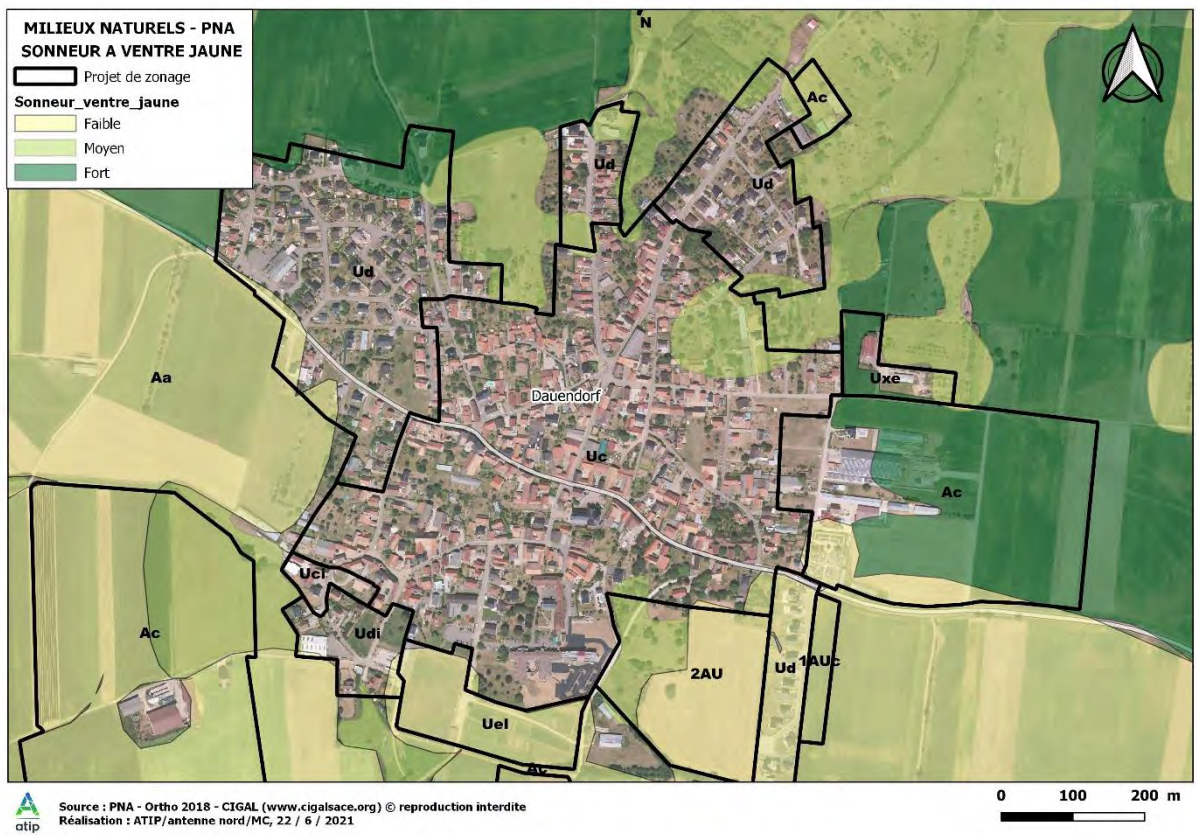 MILIEUX NATURELS - PNA
SONNEUR A VENTRE JAUNE
Projet de zonage
Sonneur_ventre_jaune
Faible
Moyen
Fort
N
Ac
Ud
Ud
Ud
Aa
Uxe
Dauendorf
Uc
Ac
Uci
Ac
Udi
2AU
Ud
1AUc
Uel
Ac
atip
Source : PNA - Ortho 2018 - CIGAL (www.cigalsace.org) © reproduction interdite
Réalisation : ATIP/antenne nord/MC, 22 / 6 / 2021
0 100 200 m